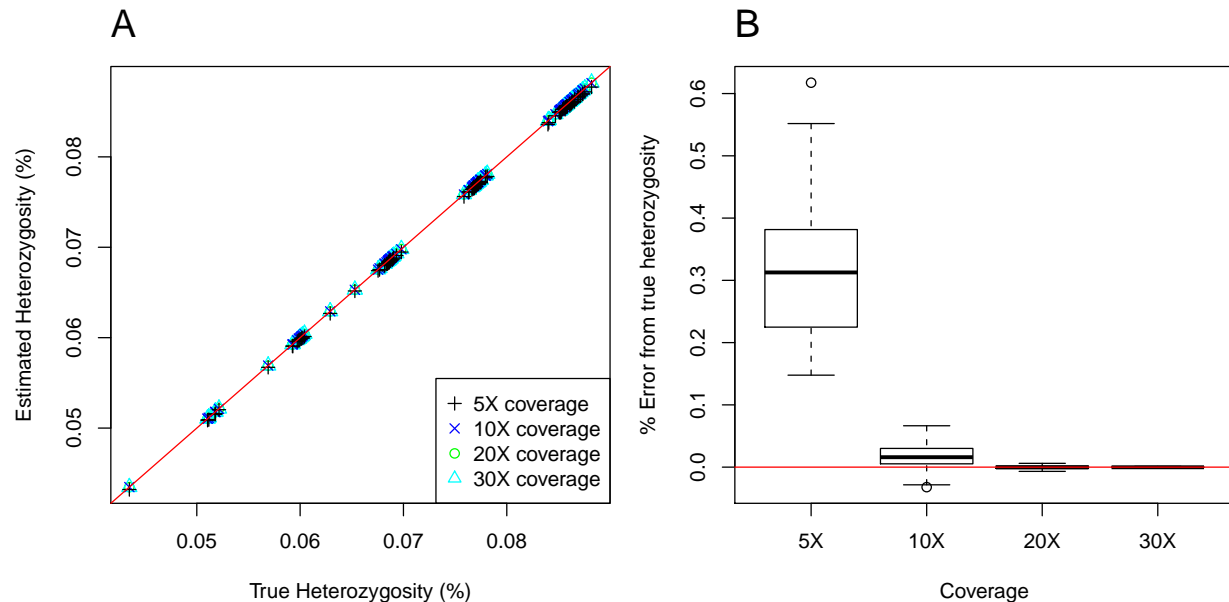 A
Estimated Heterozygosity (%)
0.08
0.07
0.06
0.05
0.05 0.06 0.07 0.08
True Heterozygosity (%)
5X coverage
10X coverage
20X coverage
30X coverage
B
% Error from true heterozygosity
0.6
0.5
0.4
0.3
0.2
0.1
0.0
5X 10X 20X 30X
Coverage